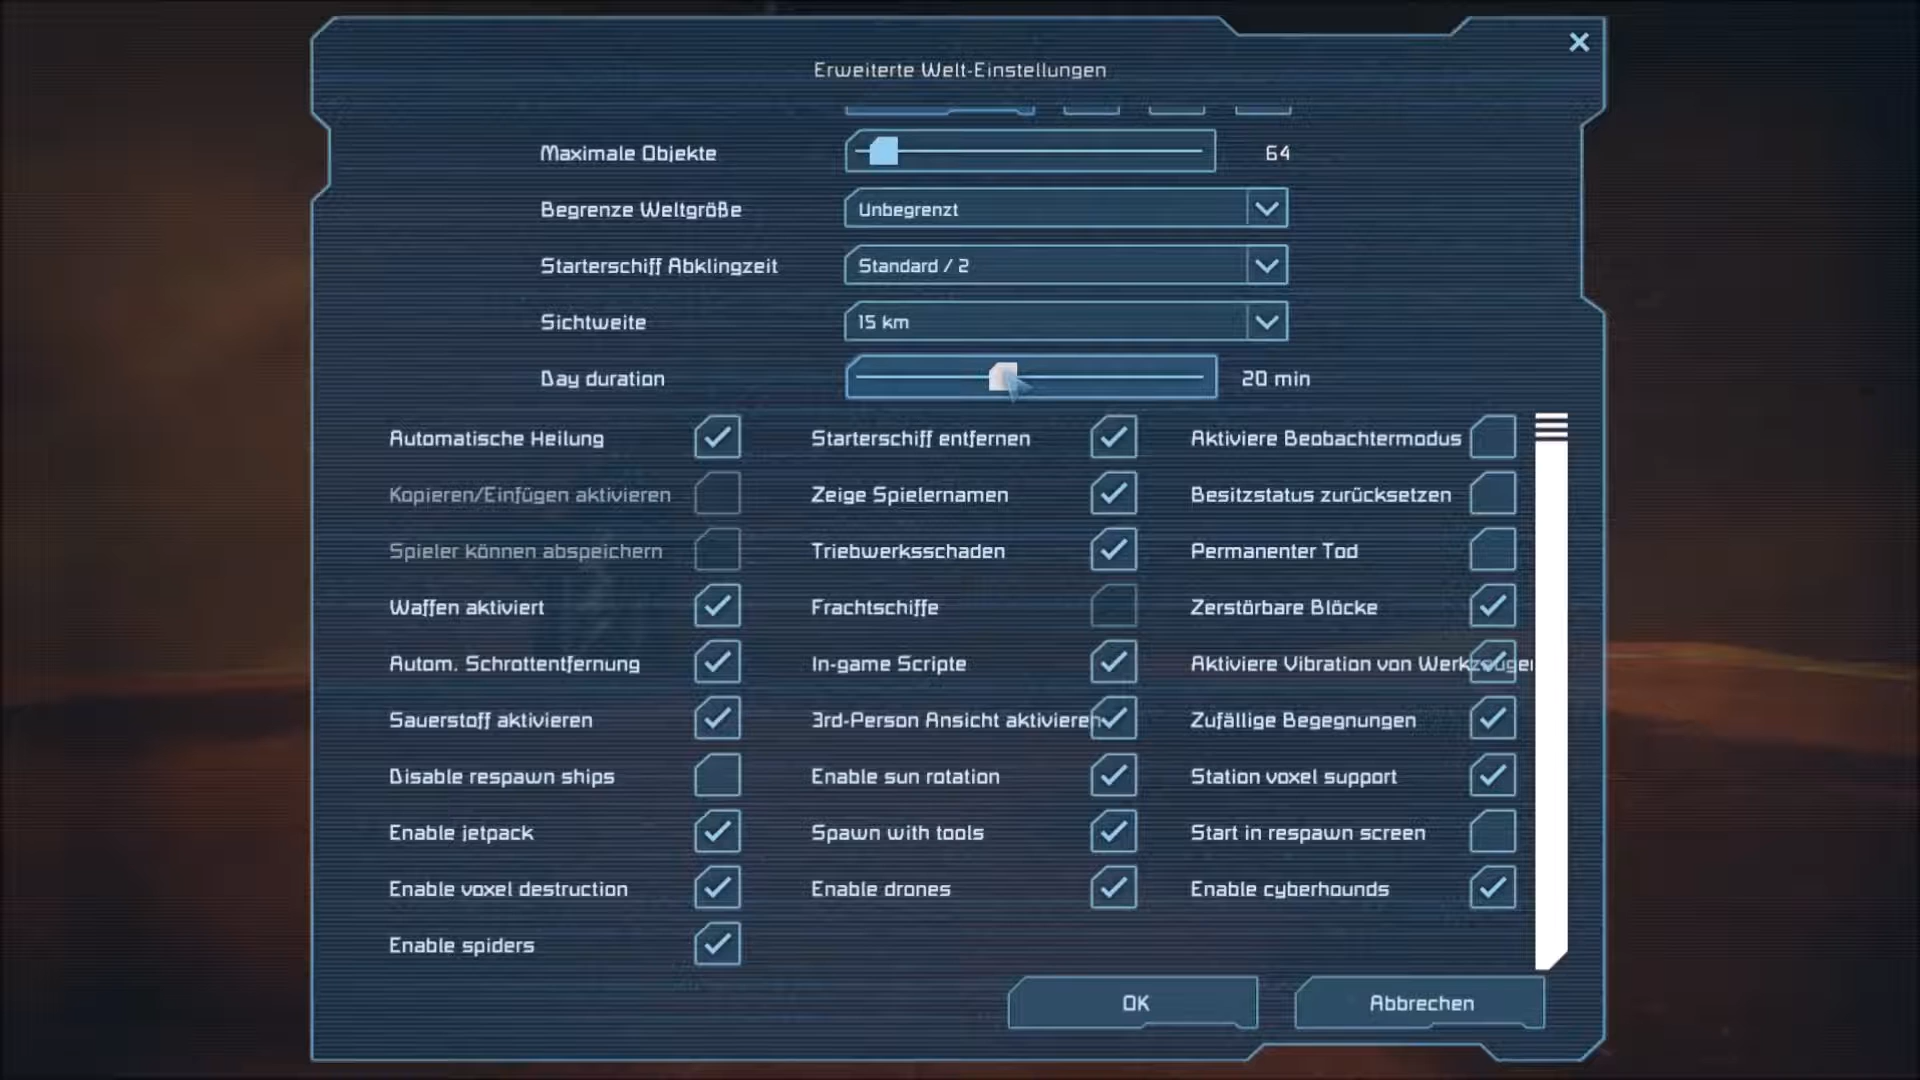 Erweiterte Welt-Einstellungen
Maximale Objekte 64
Begrenze Weltgröße Unbegrenzt
Starterschiff Abklingzeit Standard / 2
Sichtweite 15 km
Day duration 20 min
Automatische Heilung Starterschiff entfernen Aktiviere Beobachtermodus
Kopieren/Einfügen aktivieren Zeige Spielernamen Besitzstatus zurücksetzen
Spieler können abspeichern Triebwerksschaden Permanenter Tod
Waffen aktiviert Frachtschiffe Zerstörbare Blöcke
Autom. Schrottentfernung In-game Scripte Aktiviere Vibration von Werkzeugen
Sauerstoff aktivieren 3rd-Person Ansicht aktivieren Zufällige Begegnungen
Disable respawn ships Enable sun rotation Station voxel support
Enable jetpack Spawn with tools Start in respawn screen
Enable voxel destruction Enable drones Enable cyberhounds
Enable spiders
OK Abbrechen